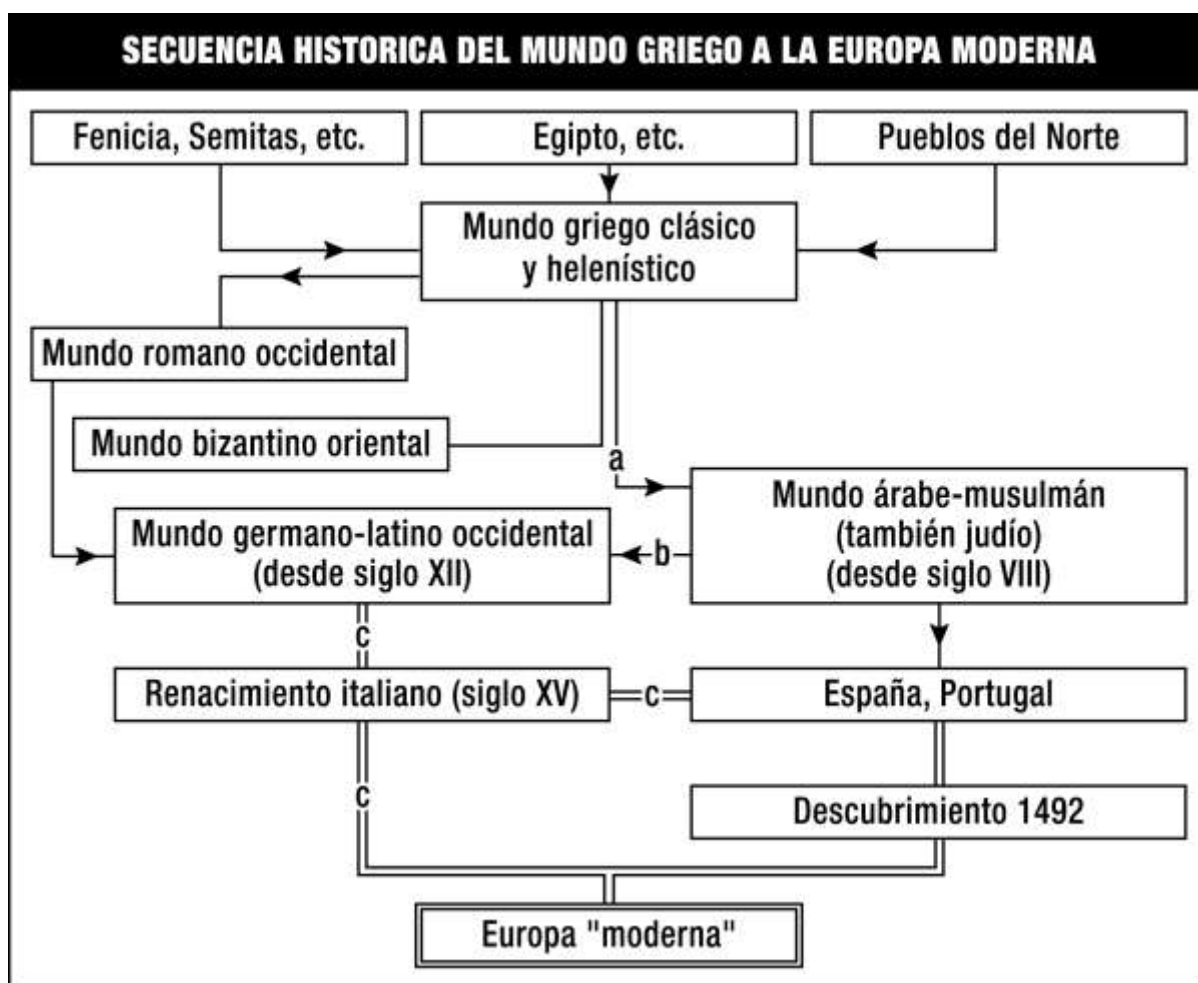 SECUENCIA HISTORICA DEL MUNDO GRIEGO A LA EUROPA MODERNA
Fenicia, Semitas, etc.
Egipto, etc.
Pueblos del Norte
Mundo griego clásico
y helenístico
Mundo romano occidental
Mundo bizantino oriental
a
Mundo árabe-musulmán
(también judío)
(desde siglo VIII)
Mundo germano-latino occidental
(desde siglo XII)
b
c
Renacimiento italiano (siglo XV)
c
España, Portugal
c
Descubrimiento 1492
Europa "moderna"